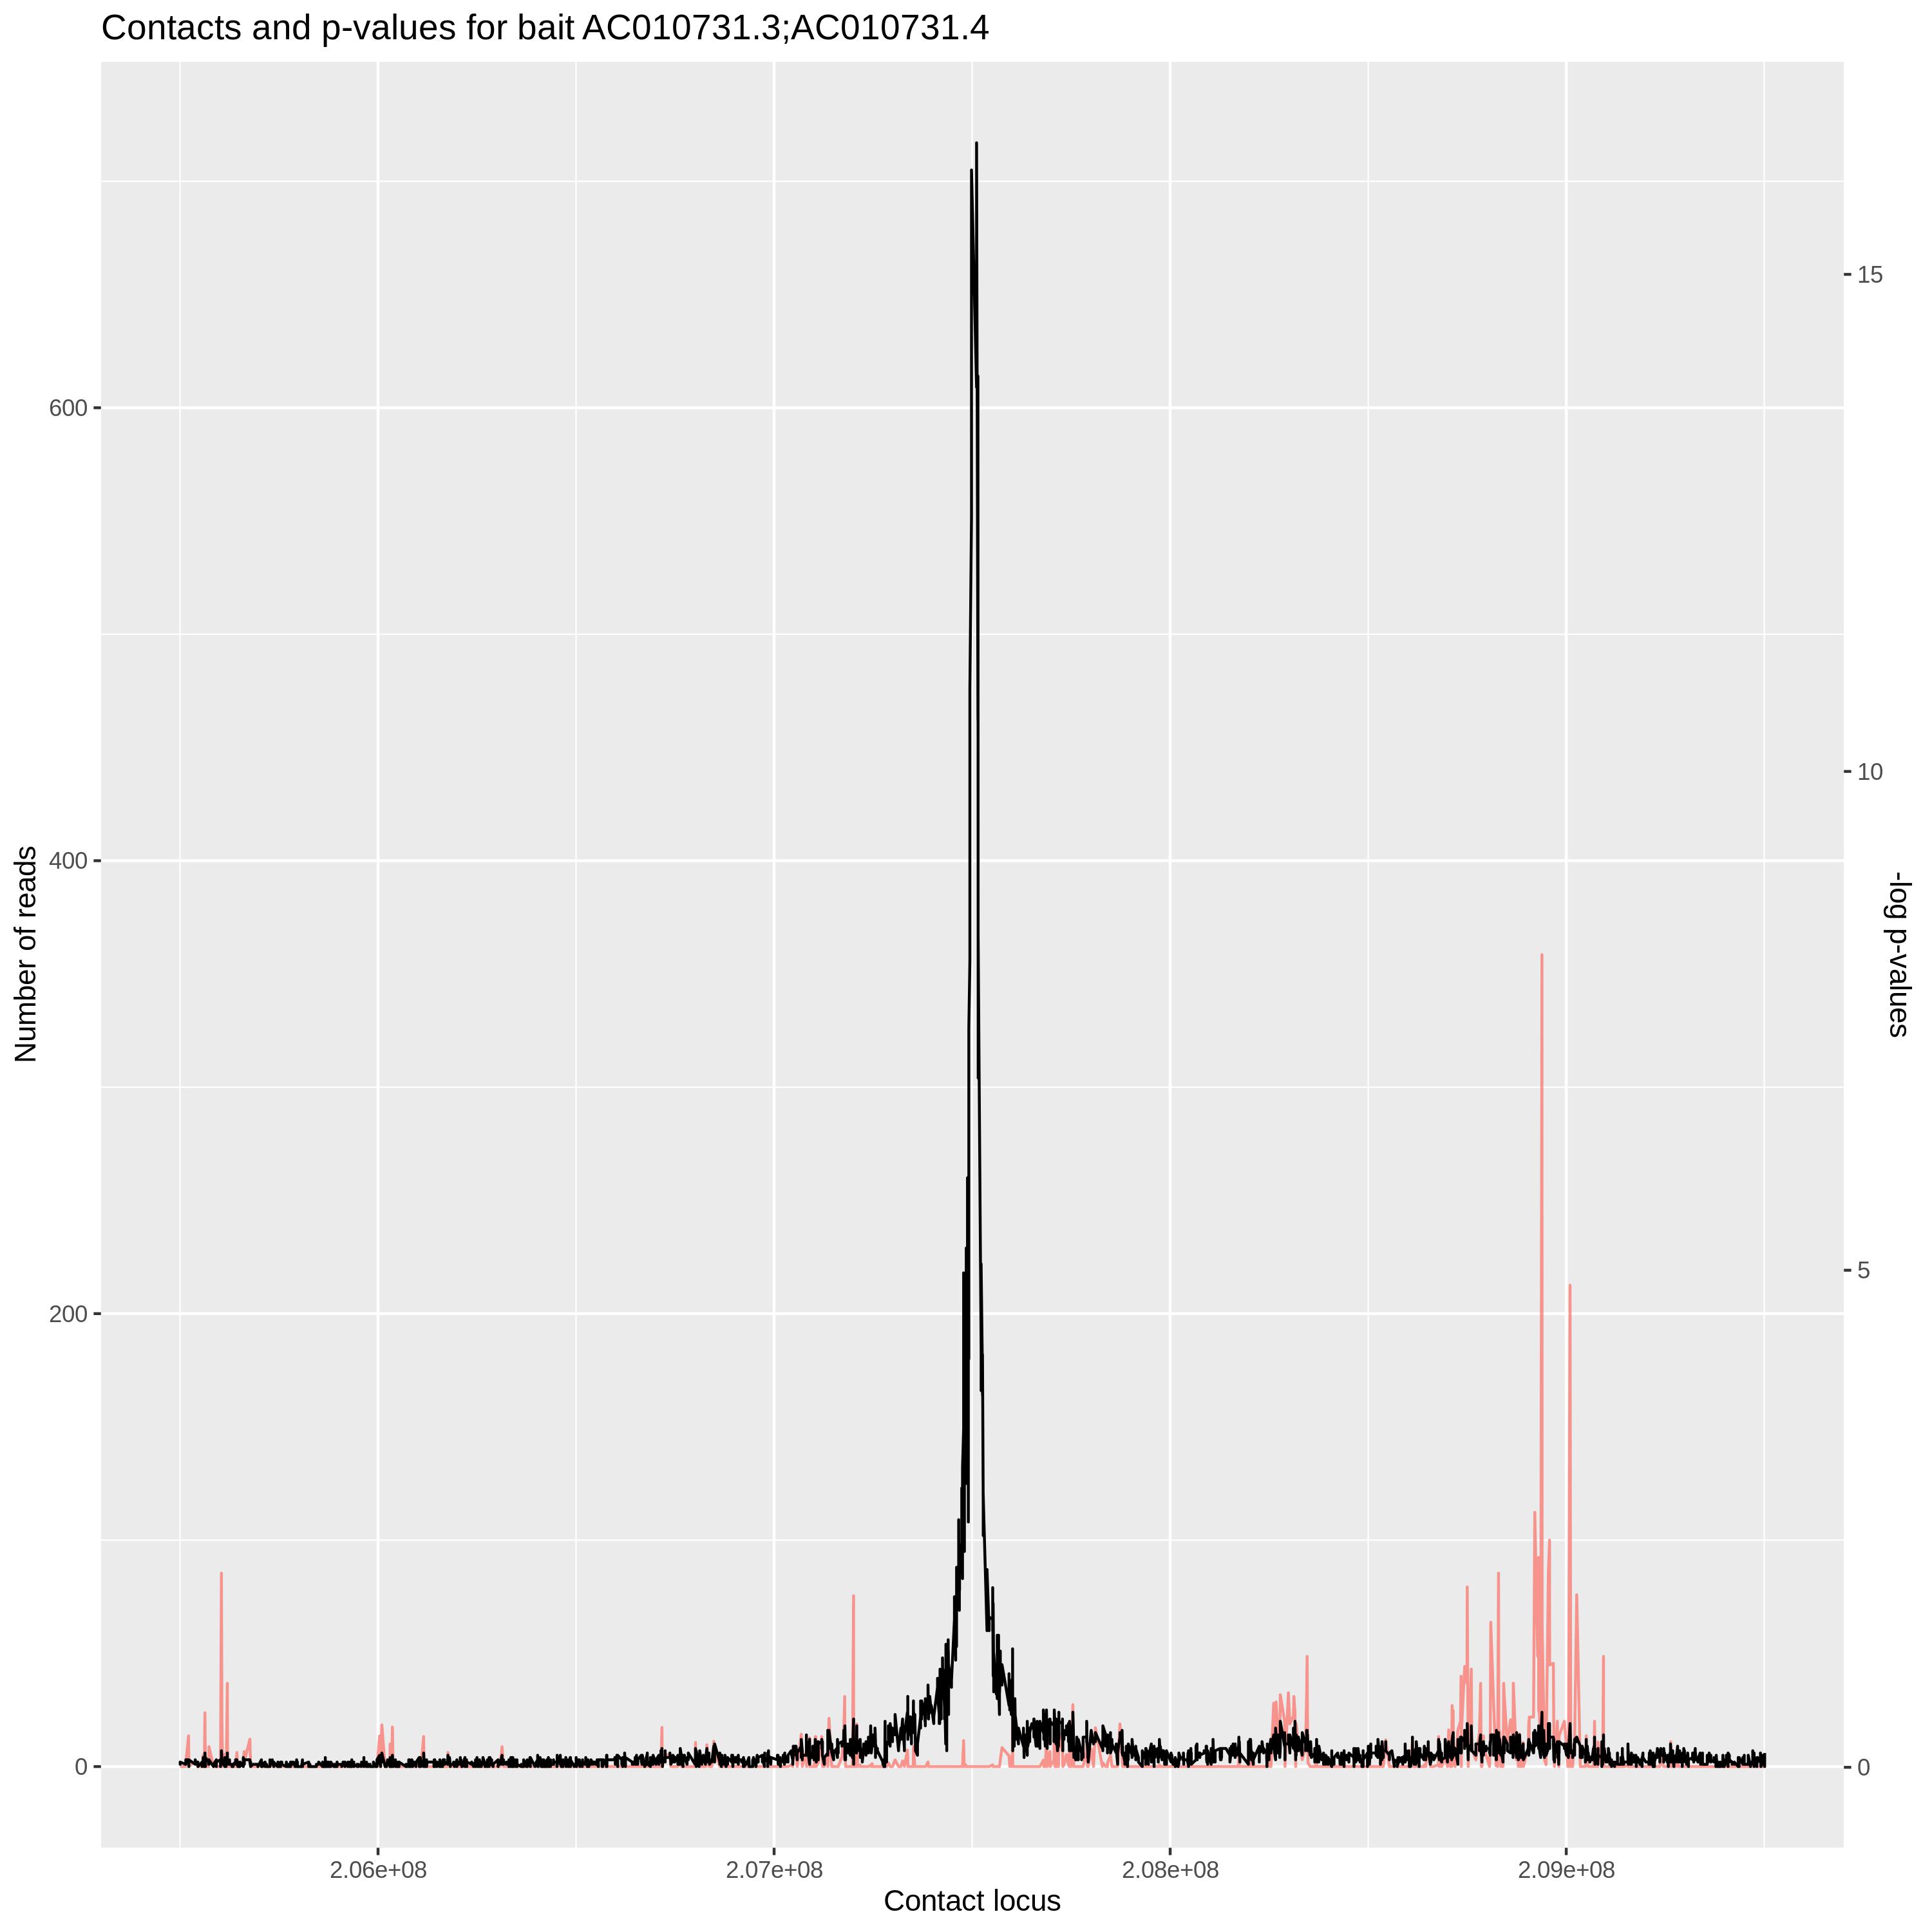 Contacts and p-values for bait AC010731.3;AC010731.4
600
400
200
0
Number of reads
15
10
5
0
-log p-values
2.06e+08
2.07e+08
2.08e+08
2.09e+08
Contact locus